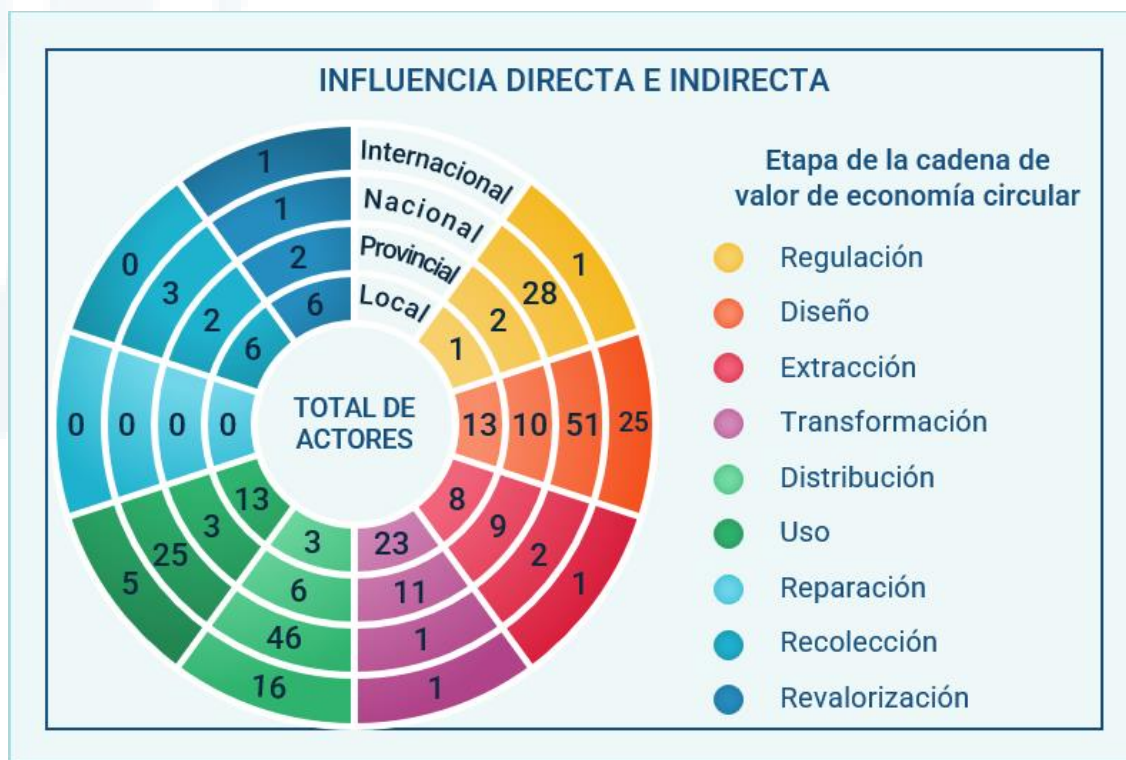 INFLUENCIA DIRECTA E INDIRECTA
Internacional
Nacional
Provincial
Local
1
28
2
1
25
51
10
13
1
2
9
8
1
1
11
23
16
46
6
3
5
25
3
13
0
0
0
0
0
3
2
6
1
1
2
6
TOTAL DE
ACTORES
Etapa de la cadena de
valor de economía circular
Regulación
Diseño
Extracción
Transformación
Distribución
Uso
Reparación
Recolección
Revalorización